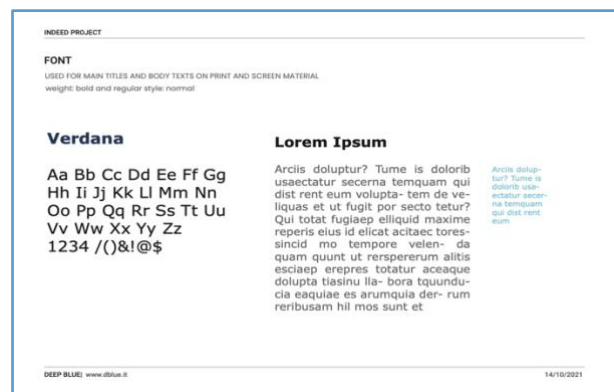 INDEED PROJECT
FONT
USED FOR MAIN TITLES AND BODY TEXTS ON PRINT AND SCREEN MATERIAL
weight: bold and regular style: normal
Verdana
Aa Bb Cc Dd Ee Ff Gg
Hh Ii Jj Kk Ll Mm Nn
Oo Pp Qq Rr Ss Tt Uu
Vv Ww Xx Yy Zz
1234 /()&!@$
Lorem Ipsum
Arciis doluptur? Tume is dolorib
usaectatur secerna temquam qui
dist rent eum volupta- tem de ve-
liquas et ut fugit por secto tetur?
Qui totat fugiaep elliquid maxime
reperis eius id elicat acitaec tores-
sincid mo tempore velen- da
quam quunt ut rerspererum alitis
esciaep erepres totatur aceaque
dolupta tiasinu lla- bora tquundu-
cia eaquiae es arumquia der- rum
reribusam hil mos sunt et
Arciis dolup-
tur? Tume is
dolorib usa-
ectatur secer-
na temquam
qui dist rent
eum
DEEP BLUE| www.dblue.it
14/10/2021